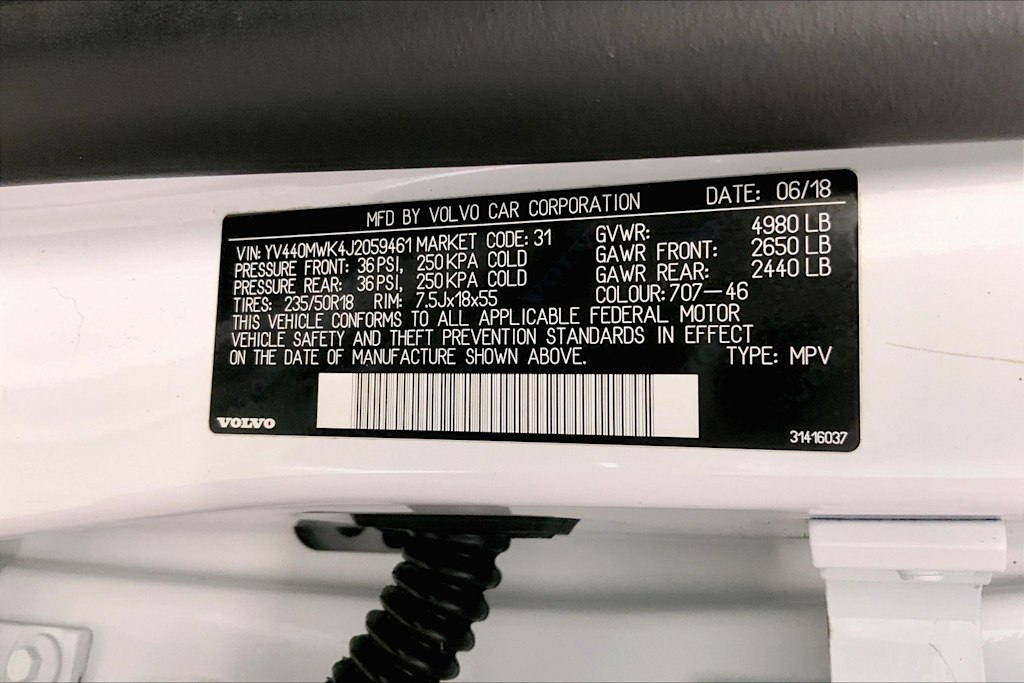 MFD BY VOLVO CAR CORPORATION DATE: 06/18
VIN: YV440MWK4J2059461 MARKET CODE: 31 GVWR: 4980 LB
PRESSURE FRONT: 36 PSI, 250 KPA COLD GAWR FRONT: 2650 LB
PRESSURE REAR: 36 PSI, 250 KPA COLD GAWR REAR: 2440 LB
TIRES: 235/50R18 RIM: 7.5Jx18x55 COLOUR: 707-46
THIS VEHICLE CONFORMS TO ALL APPLICABLE FEDERAL MOTOR
VEHICLE SAFETY AND THEFT PREVENTION STANDARDS IN EFFECT
ON THE DATE OF MANUFACTURE SHOWN ABOVE. TYPE: MPV
VOLVO
31416037